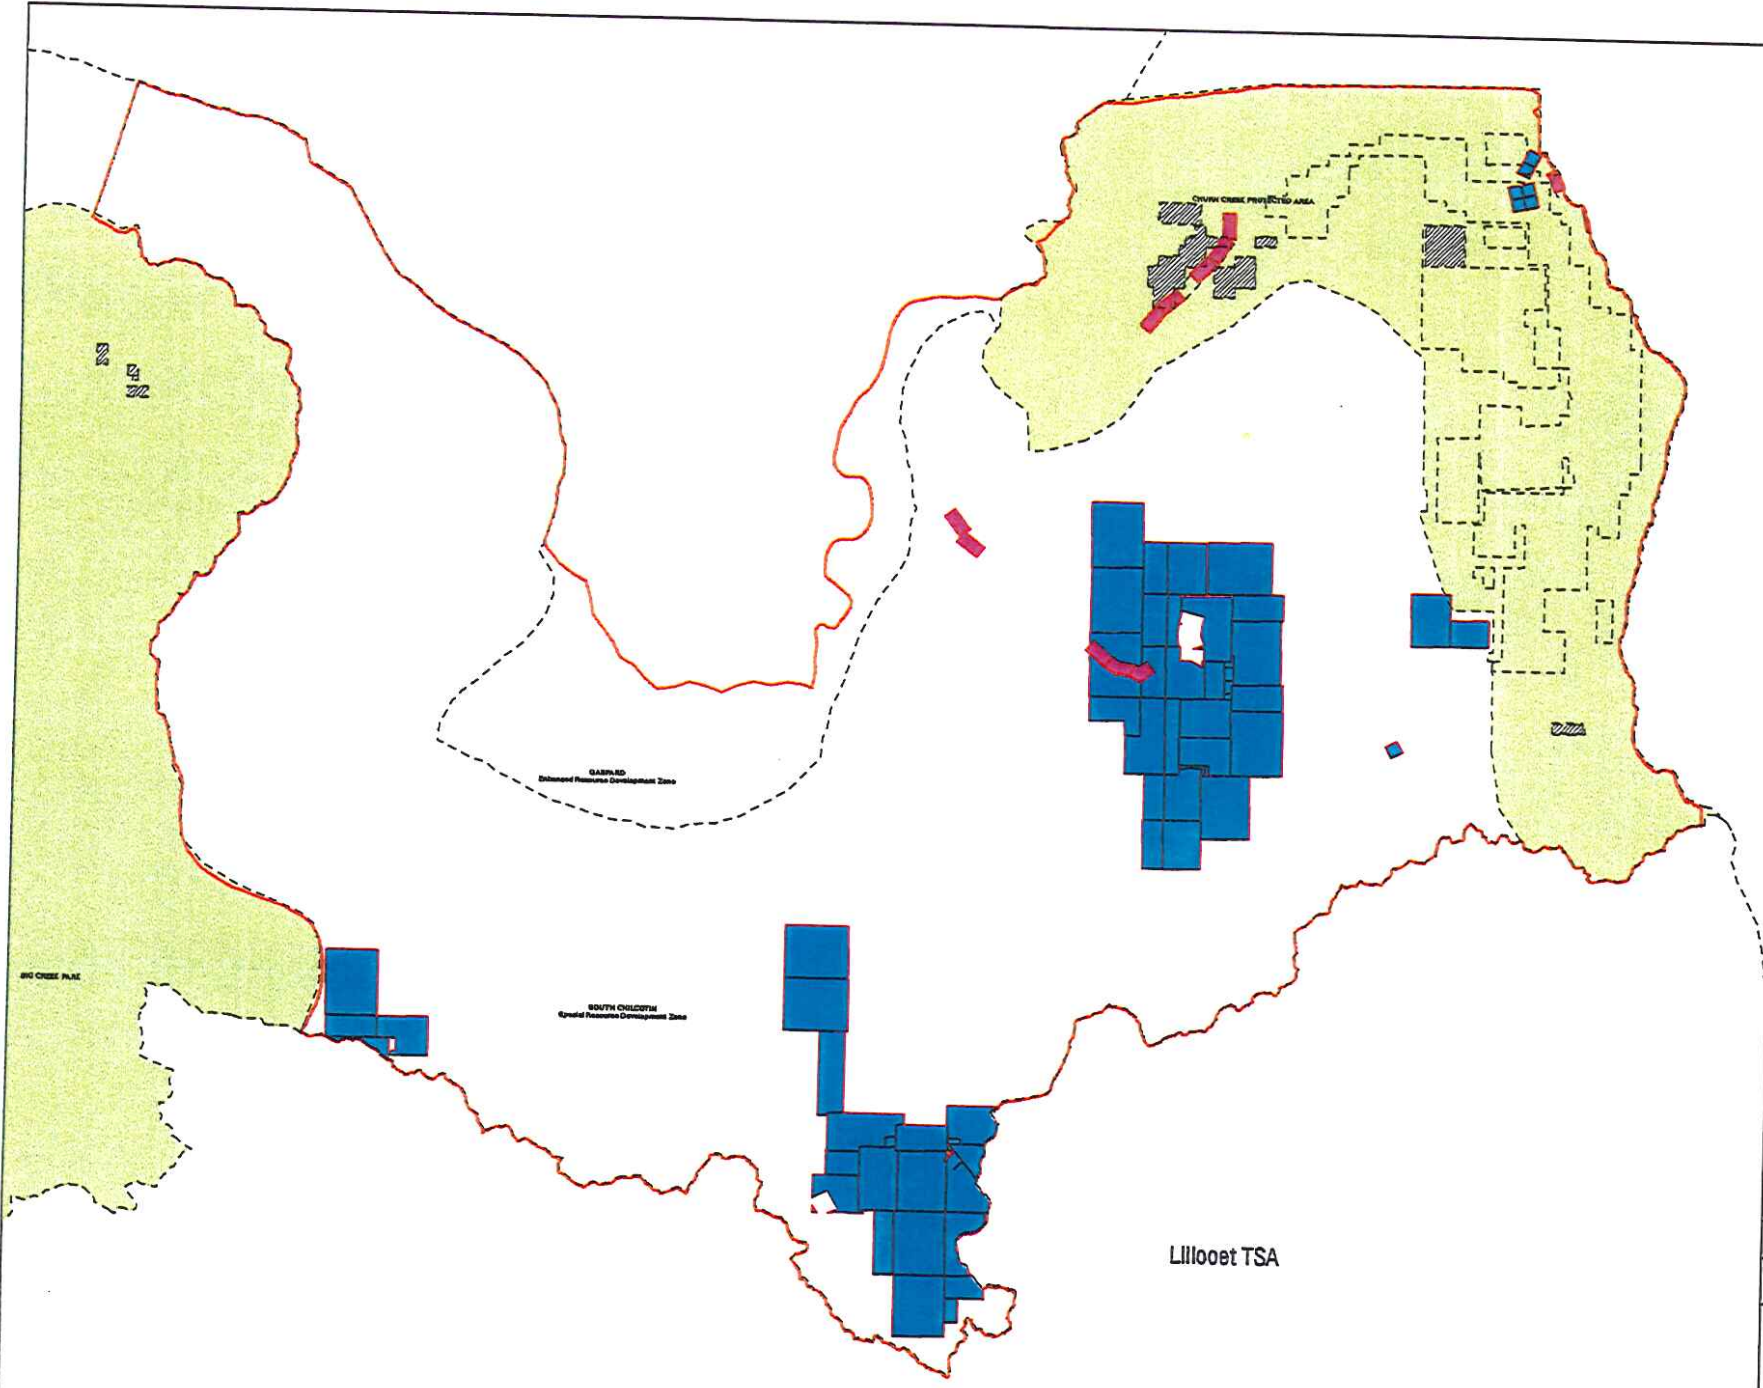 CHURN CREEK PROTECTED AREA
GASPARD
Enhanced Resource Development Zone
BIG CREEK PARK
SOUTH CHILCOTIN
Special Resource Development Zone
Lillooet TSA